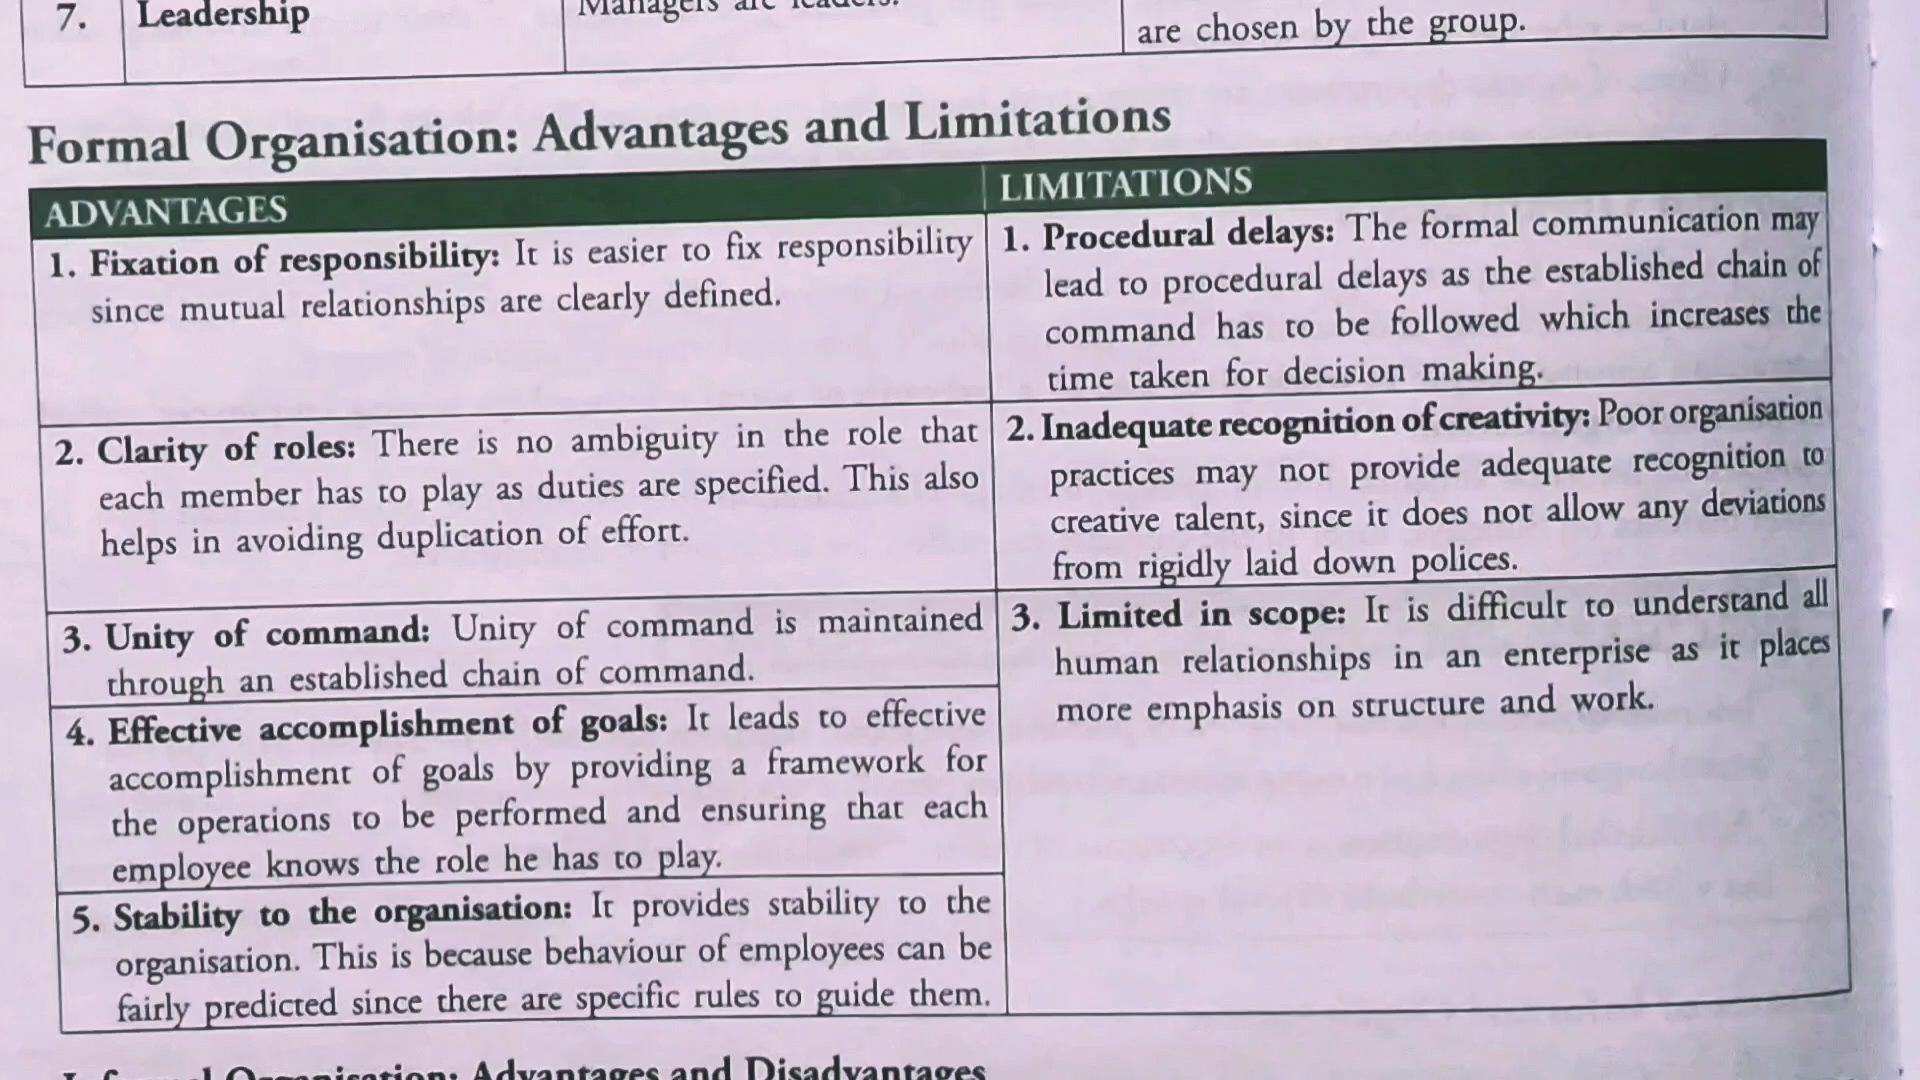 7. Leadership Managers are leaders.
are chosen by the group.
Formal Organisation: Advantages and Limitations
ADVANTAGES
1. Fixation of responsibility: It is easier to fix responsibility
since mutual relationships are clearly defined.
2. Clarity of roles: There is no ambiguity in the role that
each member has to play as duties are specified. This also
helps in avoiding duplication of effort.
3. Unity of command: Unity of command is maintained
through an established chain of command.
4. Effective accomplishment of goals: It leads to effective
accomplishment of goals by providing a framework for
the operations to be performed and ensuring that each
employee knows the role he has to play.
5. Stability to the organisation: It provides stability to the
organisation. This is because behaviour of employees can be
fairly predicted since there are specific rules to guide them.
LIMITATIONS
1. Procedural delays: The formal communication may
lead to procedural delays as the established chain of
command has to be followed which increases the
time taken for decision making.
2. Inadequate recognition of creativity: Poor organisation
practices may not provide adequate recognition to
creative talent, since it does not allow any deviations
from rigidly laid down polices.
3. Limited in scope: It is difficult to understand all
human relationships in an enterprise as it places
more emphasis on structure and work.
Informal Organisation: Advantages and Disadvantages